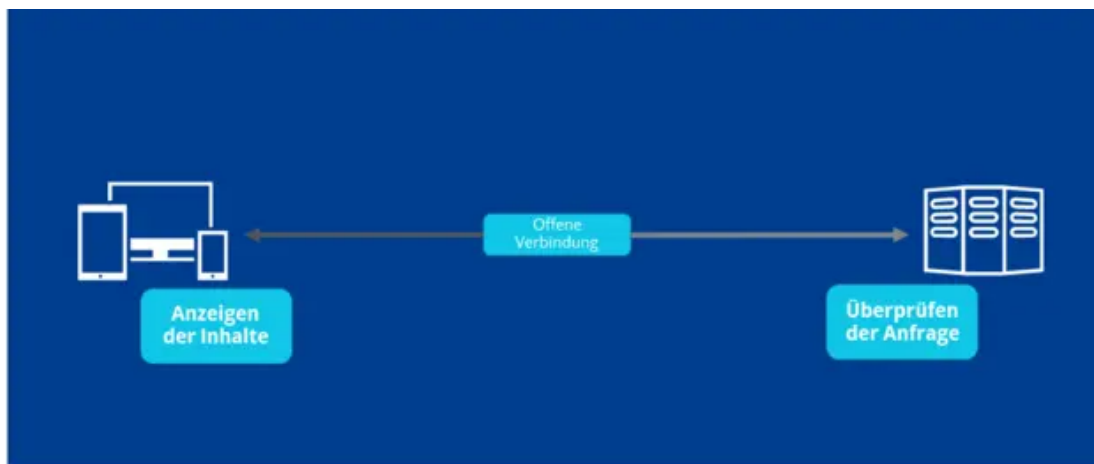 Offene
Verbindung
Anzeigen
der Inhalte
Überprüfen
der Anfrage